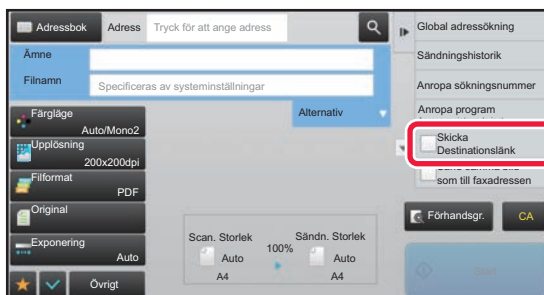 Adressbok
Adress
Tryck för att ange adress
Ämne
Filnamn
Specificeras av systeminställningar
Alternativ
Färgläge
Auto/Mono2
Upplösning
200x200dpi
Filformat
PDF
Original
Exponering
Auto
Övrigt
Scan. Storlek
Auto
A4
100%
Sändn. Storlek
Auto
A4
Global adressökning
Sändningshistorik
Anropa sökningsnummer
Anropa program
Skicka
Destinationslänk
som till faxadressen
Förhandsgr.
CA
Start